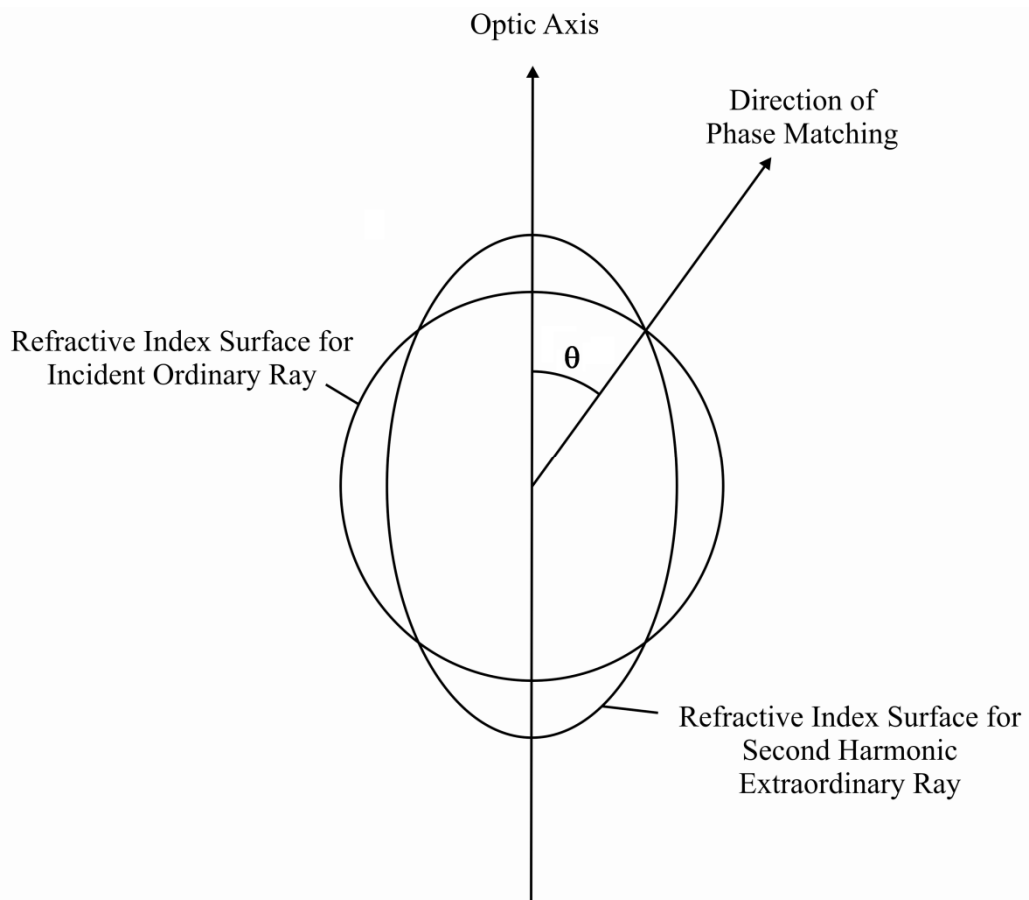 Optic Axis
Direction of
Phase Matching
Refractive Index Surface for
Incident Ordinary Ray
θ
Refractive Index Surface for
Second Harmonic
Extraordinary Ray